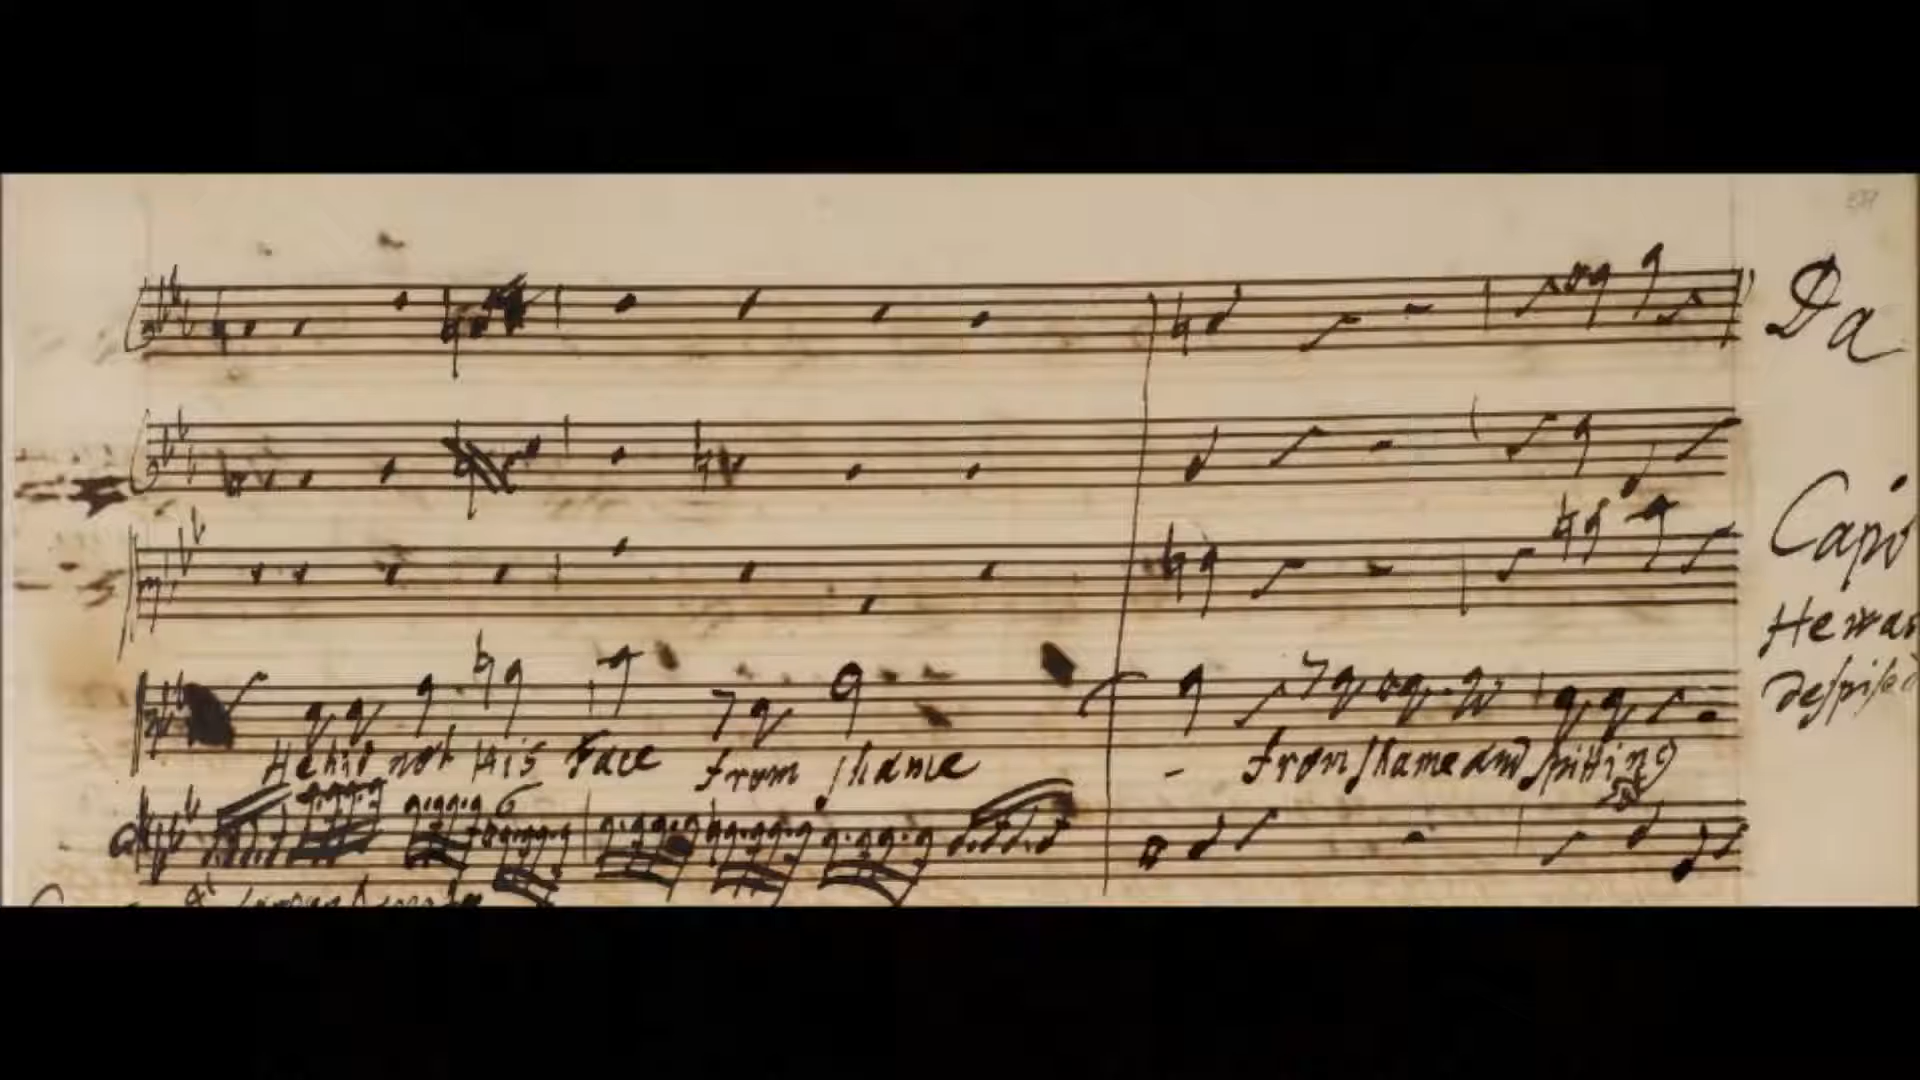 Da
Capo
He was
despised
He hid not His Face from shame - from shame and spitting